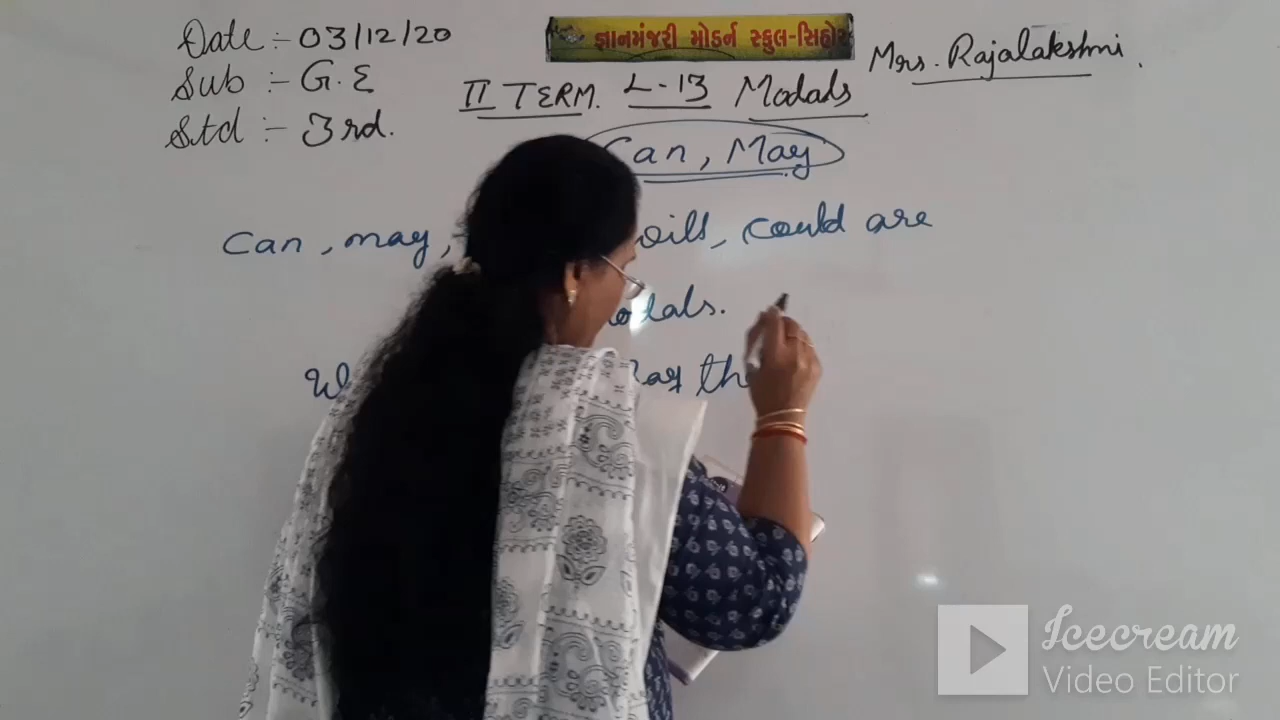 Date :- 03/12/20
જ્ઞાનમંજરી મોડર્ન સ્કુલ-સિહોર
Mrs. Rajalakshmi.
Sub :- G.E
II TERM. L-13 Modals
Std :- 3rd.
Can, May
Can, may, will, could are
modals.
Icecream
Video Editor